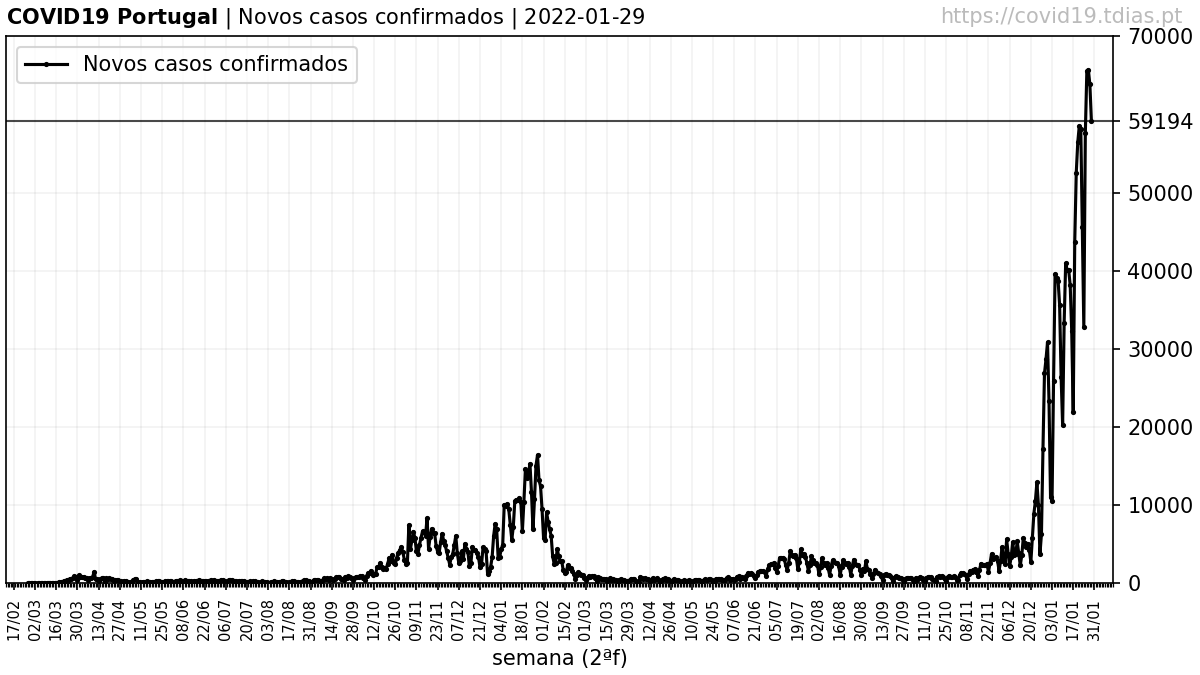 COVID19 Portugal | Novos casos confirmados | 2022-01-29
https://covid19.tdias.pt
Novos casos confirmados
70000
59194
50000
40000
30000
20000
10000
0
17/02 02/03 16/03 30/03 13/04 27/04 11/05 25/05 08/06 22/06 06/07 20/07 03/08 17/08 31/08 14/09 28/09 12/10 26/10 09/11 23/11 07/12 21/12 04/01 18/01 01/02 15/02 01/03 15/03 29/03 12/04 26/04 10/05 24/05 07/06 21/06 05/07 19/07 02/08 16/08 30/08 13/09 27/09 11/10 25/10 08/11 22/11 06/12 20/12 03/01 17/01 31/01
semana (2ªf)